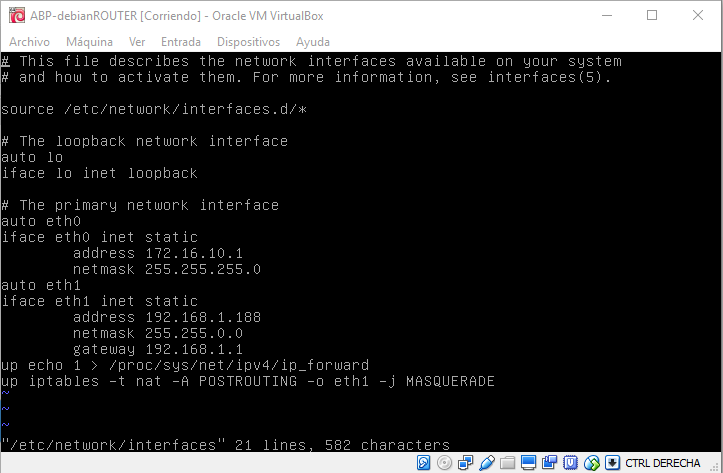 ABP-debianROUTER [Corriendo] - Oracle VM VirtualBox
Archivo Máquina Ver Entrada Dispositivos Ayuda
# This file describes the network interfaces available on your system
# and how to activate them. For more information, see interfaces(5).
source /etc/network/interfaces.d/*
# The loopback network interface
auto lo
iface lo inet loopback
# The primary network interface
auto eth0
iface eth0 inet static
        address 172.16.10.1
        netmask 255.255.255.0
auto eth1
iface eth1 inet static
        address 192.168.1.188
        netmask 255.255.0.0
        gateway 192.168.1.1
up echo 1 > /proc/sys/net/ipv4/ip_forward
up iptables -t nat -A POSTROUTING -o eth1 -j MASQUERADE
~
~
~
"/etc/network/interfaces" 21 lines, 582 characters
CTRL DERECHA